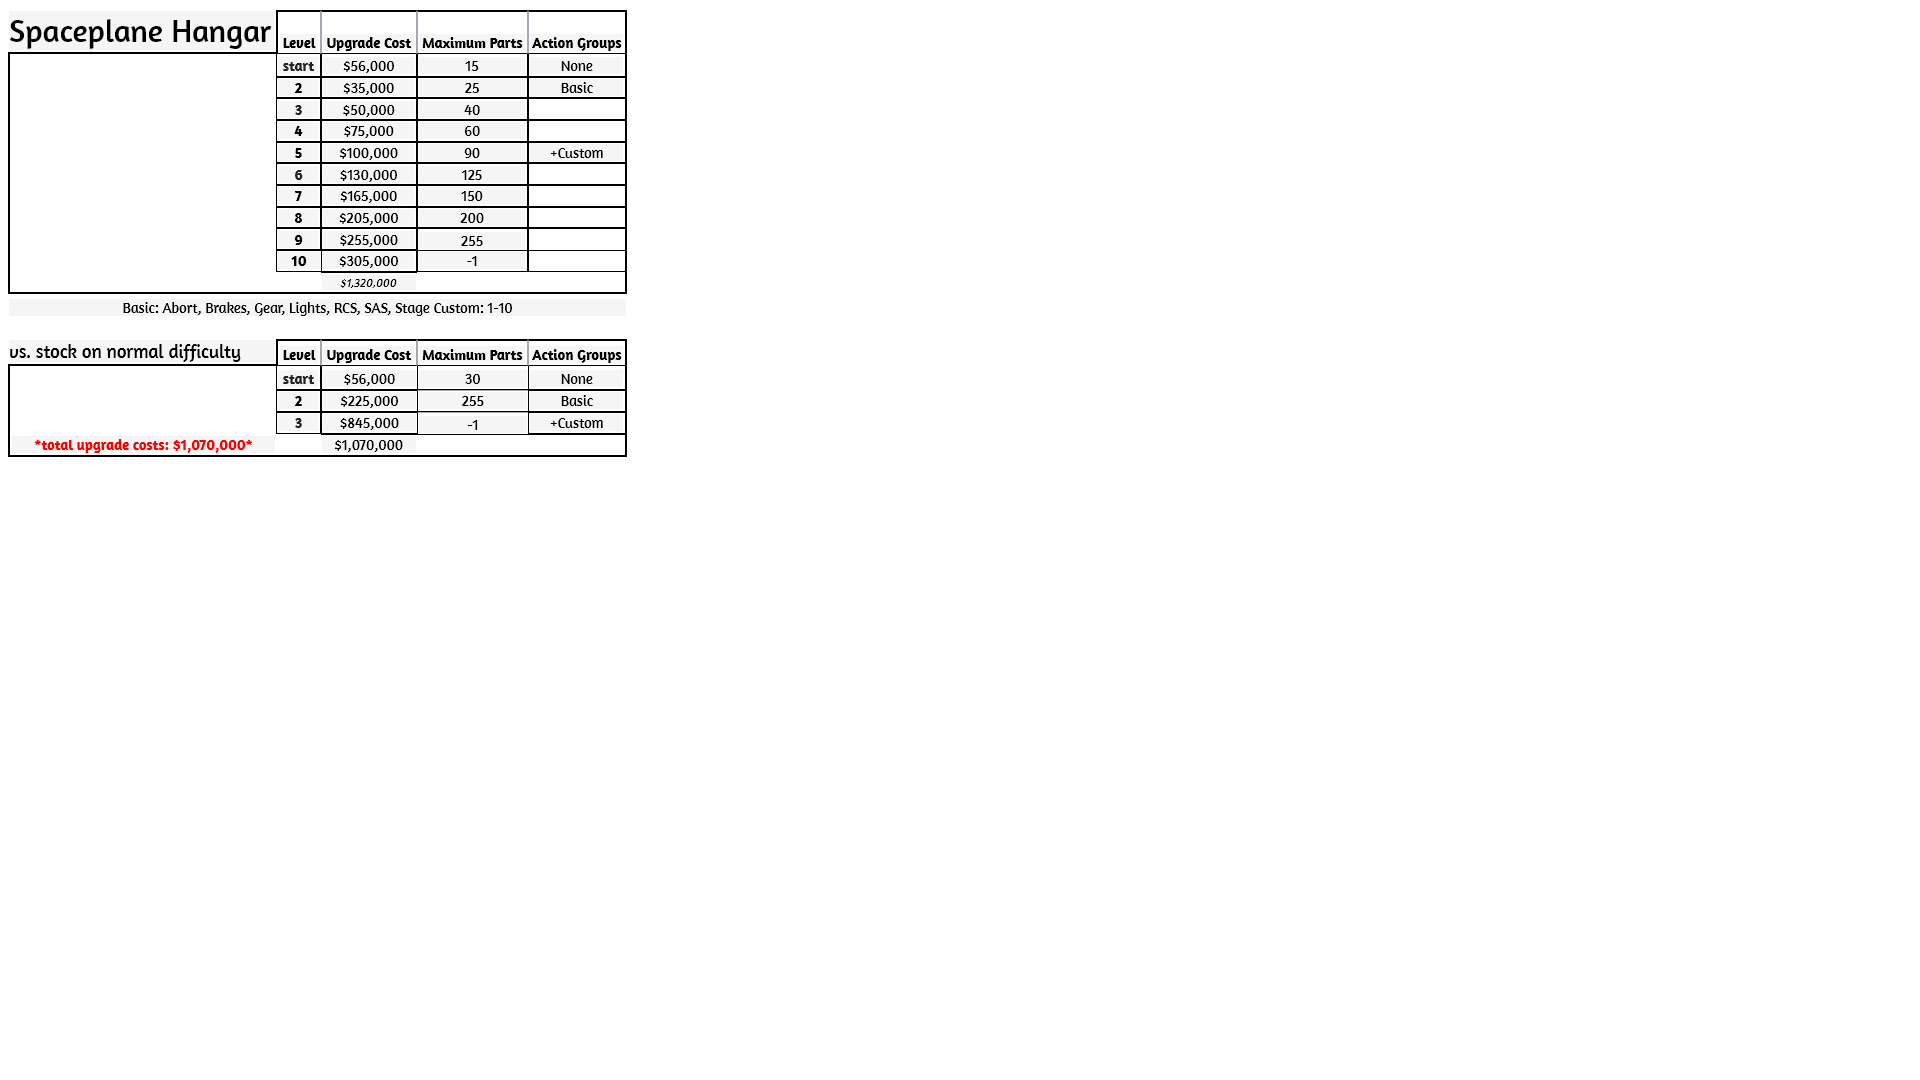 Spaceplane Hangar
Level Upgrade Cost Maximum Parts Action Groups
start $56,000 15 None
2 $35,000 25 Basic
3 $50,000 40
4 $75,000 60
5 $100,000 90 +Custom
6 $130,000 125
7 $165,000 150
8 $205,000 200
9 $255,000 255
10 $305,000 -1
$1,320,000
Basic: Abort, Brakes, Gear, Lights, RCS, SAS, Stage Custom: 1-10
vs. stock on normal difficulty
Level Upgrade Cost Maximum Parts Action Groups
start $56,000 30 None
2 $225,000 255 Basic
3 $845,000 -1 +Custom
*total upgrade costs: $1,070,000* $1,070,000